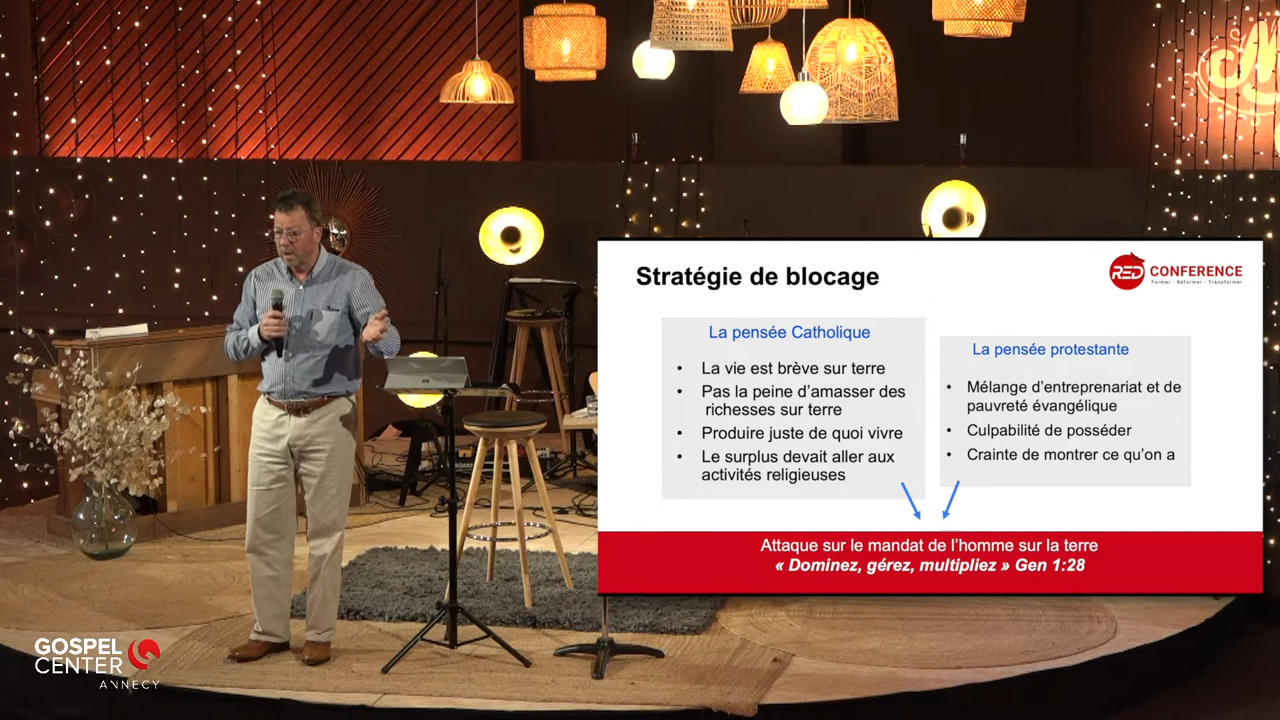 Stratégie de blocage
RED CONFERENCE
Former - Réformer - Transformer
La pensée Catholique
• La vie est brève sur terre
• Pas la peine d’amasser des
richesses sur terre
• Produire juste de quoi vivre
• Le surplus devait aller aux
activités religieuses
La pensée protestante
• Mélange d’entreprenariat et de
pauvreté évangélique
• Culpabilité de posséder
• Crainte de montrer ce qu’on a
Attaque sur le mandat de l’homme sur la terre
« Dominez, gérez, multipliez » Gen 1:28
GOSPEL
CENTER
ANNECY